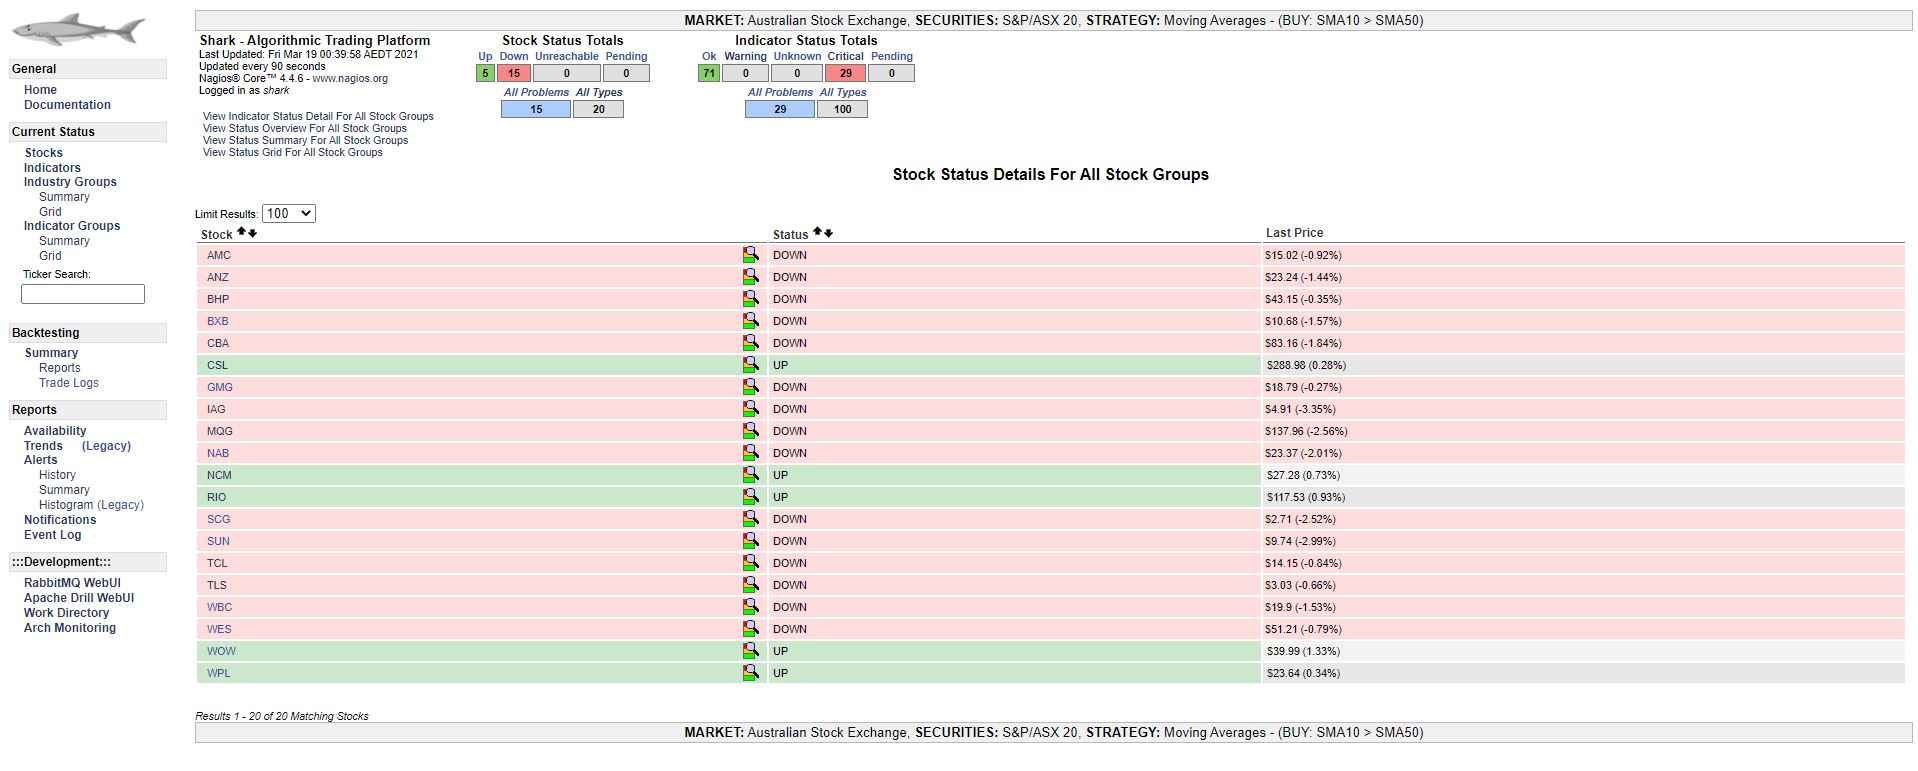 MARKET: Australian Stock Exchange, SECURITIES: S&P/ASX 20, STRATEGY: Moving Averages - (BUY: SMA10 > SMA50)
General
Home
Documentation
Current Status
Stocks
Indicators
Industry Groups
Summary
Grid
Indicator Groups
Summary
Grid
Ticker Search:
Backtesting
Summary
Reports
Trade Logs
Reports
Availability
Trends (Legacy)
Alerts
History
Summary
Histogram (Legacy)
Notifications
Event Log
:::Development:::
RabbitMQ WebUI
Apache Drill WebUI
Work Directory
Arch Monitoring
Shark - Algorithmic Trading Platform
Last Updated: Fri Mar 19 00:39:58 AEDT 2021
Updated every 90 seconds
Nagios® Core™ 4.4.6 - www.nagios.org
Logged in as shark
View Indicator Status Detail For All Stock Groups
View Status Overview For All Stock Groups
View Status Summary For All Stock Groups
View Status Grid For All Stock Groups
Stock Status Totals
Up Down Unreachable Pending
5 15 0 0
All Problems All Types
15 20
Indicator Status Totals
Ok Warning Unknown Critical Pending
71 0 0 29 0
All Problems All Types
29 100
Stock Status Details For All Stock Groups
Limit Results: 100
Stock Status Last Price
AMC DOWN $15.02 (-0.92%)
ANZ DOWN $23.24 (-1.44%)
BHP DOWN $43.15 (-0.35%)
BXB DOWN $10.68 (-1.57%)
CBA DOWN $83.16 (-1.84%)
CSL UP $288.98 (0.28%)
GMG DOWN $18.79 (-0.27%)
IAG DOWN $4.91 (-3.35%)
MQG DOWN $137.96 (-2.56%)
NAB DOWN $23.37 (-2.01%)
NCM UP $27.28 (0.73%)
RIO UP $117.53 (0.93%)
SCG DOWN $2.71 (-2.52%)
SUN DOWN $9.74 (-2.99%)
TCL DOWN $14.15 (-0.84%)
TLS DOWN $3.03 (-0.66%)
WBC DOWN $19.9 (-1.53%)
WES DOWN $51.21 (-0.79%)
WOW UP $39.99 (1.33%)
WPL UP $23.64 (0.34%)
Results 1 - 20 of 20 Matching Stocks
MARKET: Australian Stock Exchange, SECURITIES: S&P/ASX 20, STRATEGY: Moving Averages - (BUY: SMA10 > SMA50)